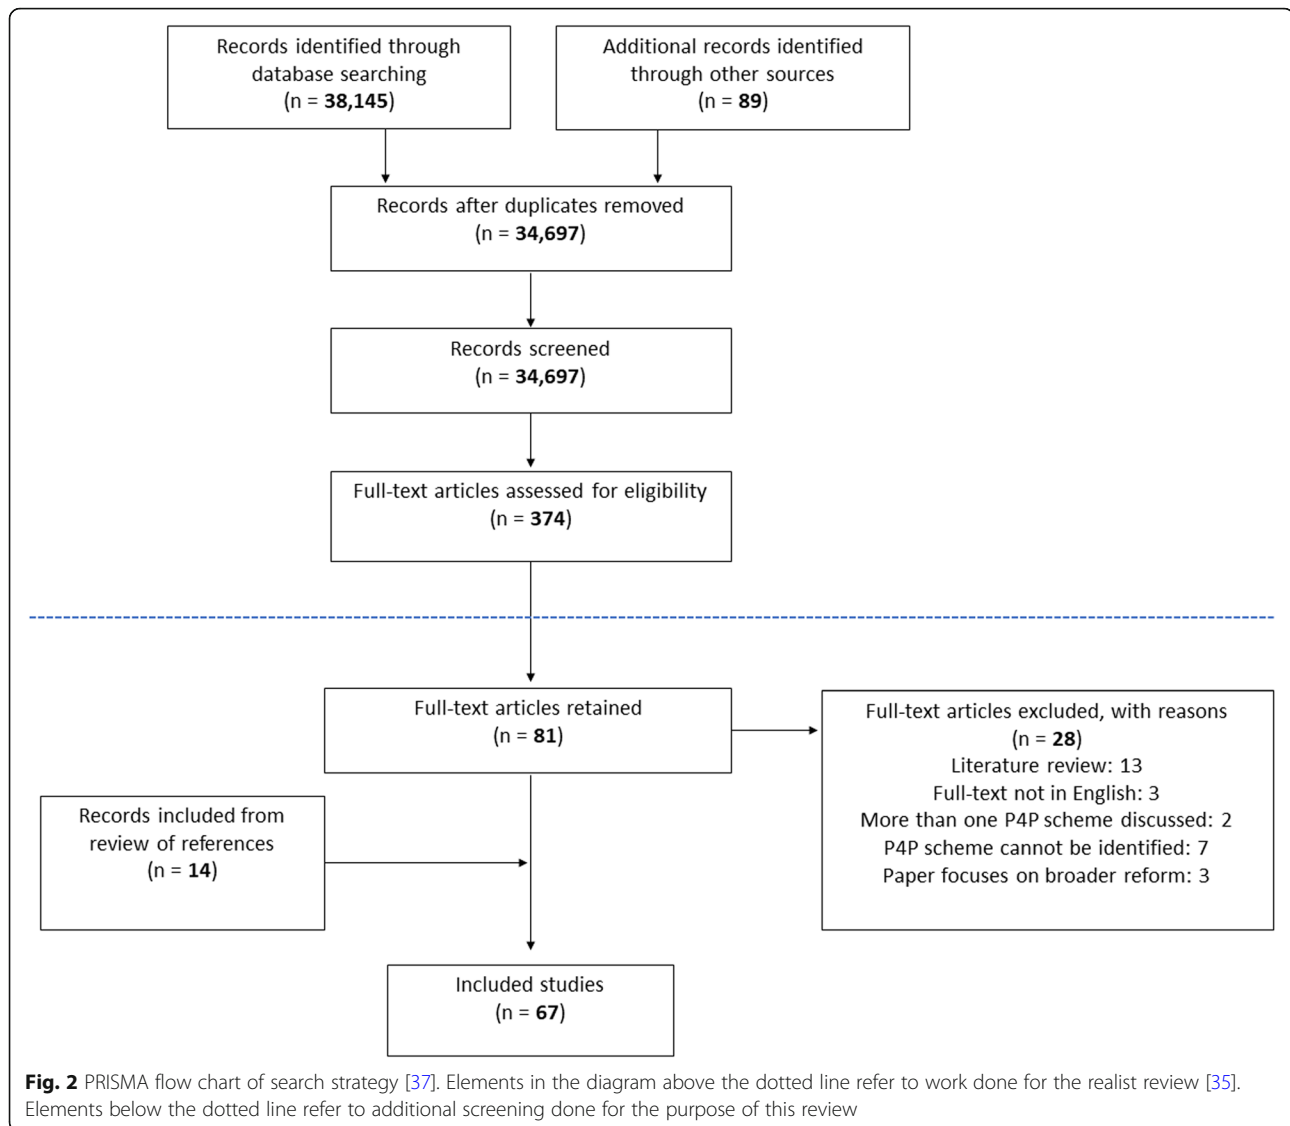 Records identified through
database searching
(n = 38,145)
Additional records identified
through other sources
(n = 89)
Records after duplicates removed
(n = 34,697)
Records screened
(n = 34,697)
Full-text articles assessed for eligibility
(n = 374)
Full-text articles retained
(n = 81)
Full-text articles excluded, with reasons
(n = 28)
Literature review: 13
Full-text not in English: 3
More than one P4P scheme discussed: 2
P4P scheme cannot be identified: 7
Paper focuses on broader reform: 3
Records included from
review of references
(n = 14)
Included studies
(n = 67)
Fig. 2 PRISMA flow chart of search strategy [37]. Elements in the diagram above the dotted line refer to work done for the realist review [35].
Elements below the dotted line refer to additional screening done for the purpose of this review